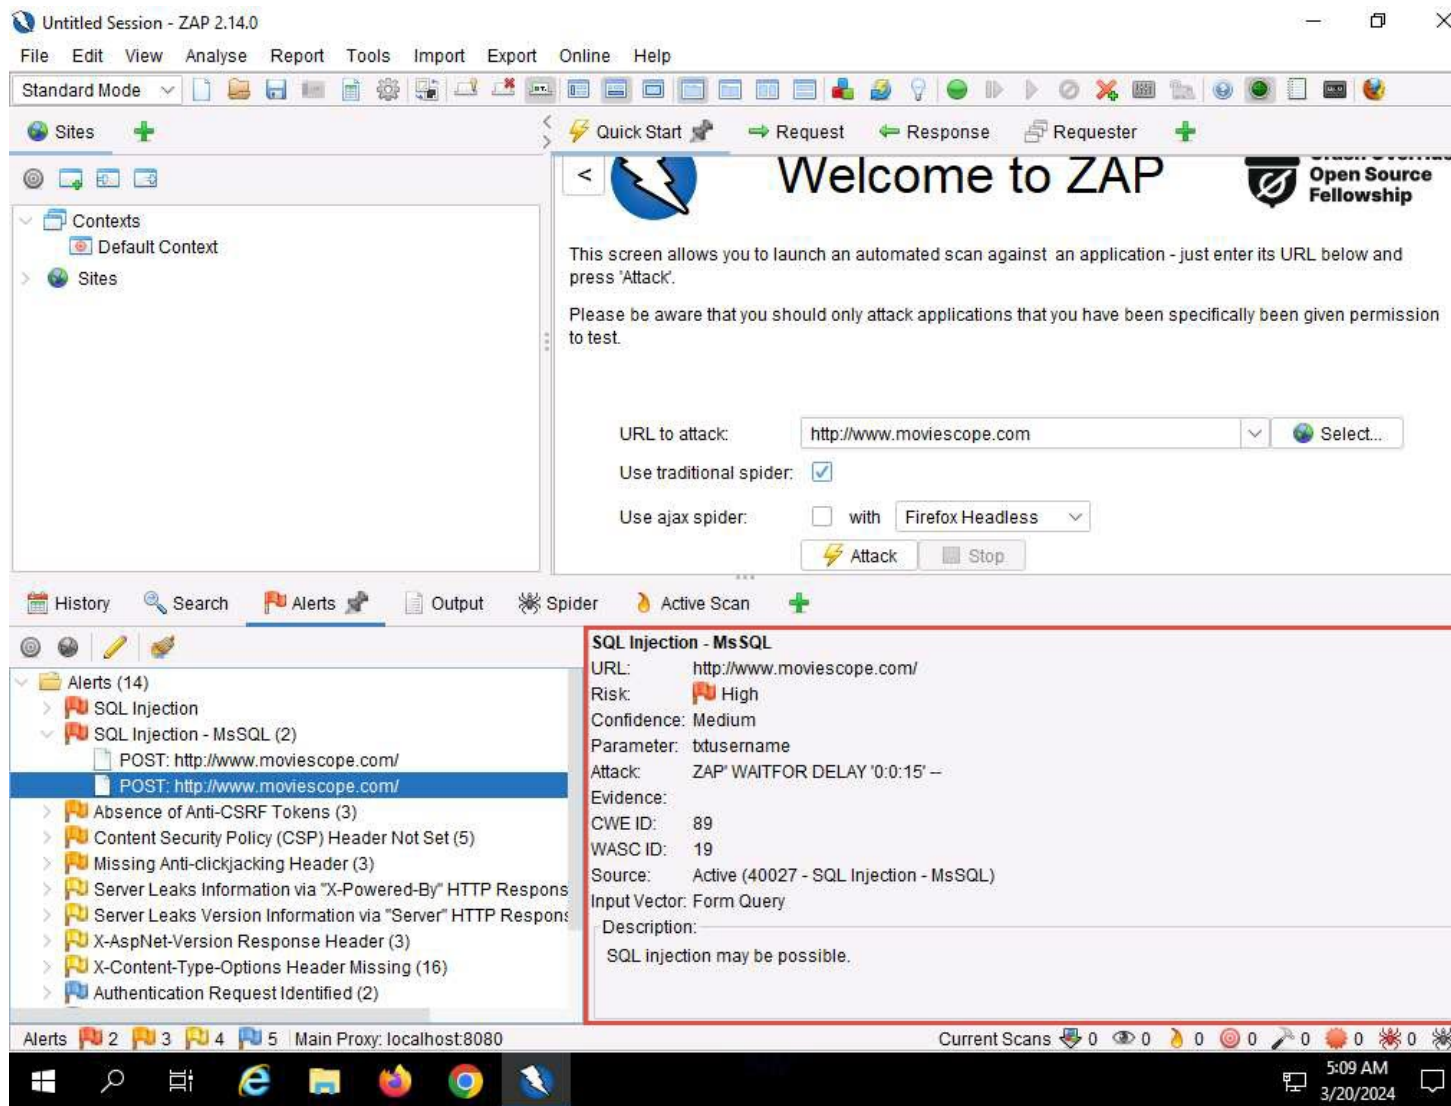 Untitled Session - ZAP 2.14.0
File Edit View Analyse Report Tools Import Export Online Help
Standard Mode
Sites
Quick Start Request Response Requester
Contexts
Default Context
Sites
< Welcome to ZAP
Open Source
Fellowship
This screen allows you to launch an automated scan against an application - just enter its URL below and
press 'Attack'.
Please be aware that you should only attack applications that you have been specifically been given permission
to test.
URL to attack: http://www.moviescope.com Select...
Use traditional spider:
Use ajax spider: with Firefox Headless
Attack Stop
History Search Alerts Output Spider Active Scan
Alerts (14)
SQL Injection
SQL Injection - MsSQL (2)
POST: http://www.moviescope.com/
POST: http://www.moviescope.com/
Absence of Anti-CSRF Tokens (3)
Content Security Policy (CSP) Header Not Set (5)
Missing Anti-clickjacking Header (3)
Server Leaks Information via "X-Powered-By" HTTP Respons
Server Leaks Version Information via "Server" HTTP Respons
X-AspNet-Version Response Header (3)
X-Content-Type-Options Header Missing (16)
Authentication Request Identified (2)
SQL Injection - MsSQL
URL: http://www.moviescope.com/
Risk: High
Confidence: Medium
Parameter: txtusername
Attack: ZAP' WAITFOR DELAY '0:0:15' --
Evidence:
CWE ID: 89
WASC ID: 19
Source: Active (40027 - SQL Injection - MsSQL)
Input Vector: Form Query
Description:
SQL injection may be possible.
Alerts 2 3 4 5 Main Proxy: localhost:8080 Current Scans 0 0 0 0 0 0 0
5:09 AM
3/20/2024